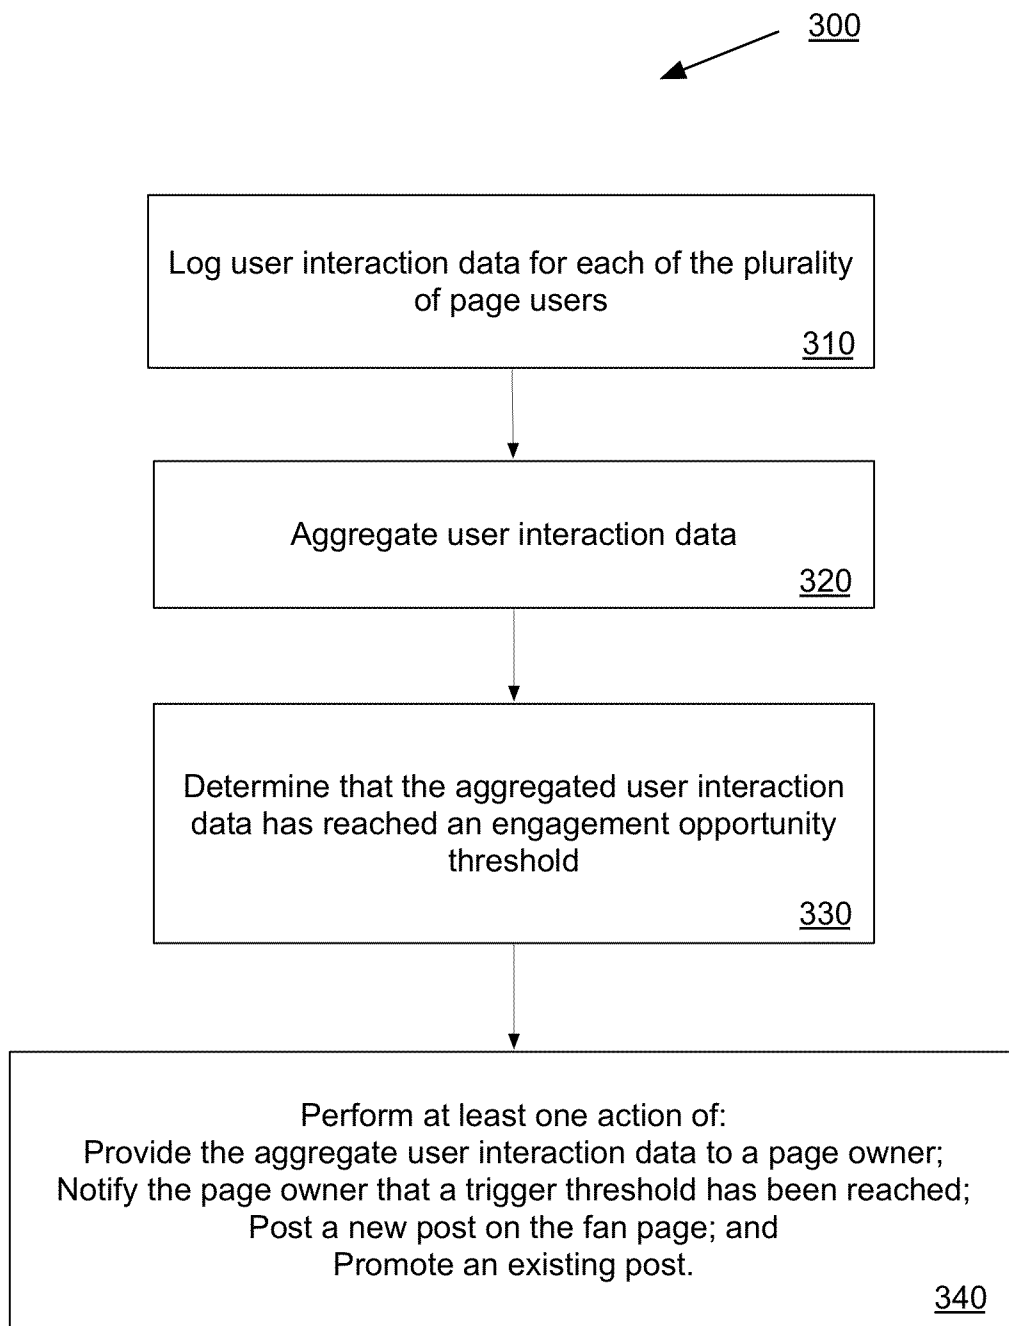 300
Log user interaction data for each of the plurality
of page users
310
Aggregate user interaction data
320
Determine that the aggregated user interaction
data has reached an engagement opportunity
threshold
330
Perform at least one action of:
Provide the aggregate user interaction data to a page owner;
Notify the page owner that a trigger threshold has been reached;
Post a new post on the fan page; and
Promote an existing post.
340